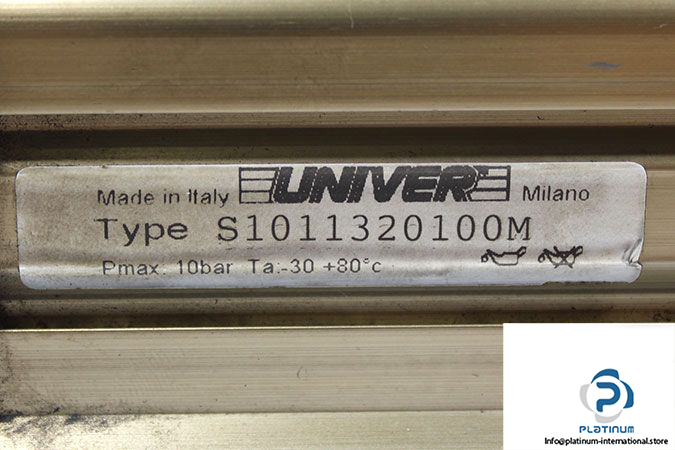 Made in Italy UNIVER Milano
Type S1011320100M
Pmax: 10bar Ta:-30 +80°c
PLATINUM
Info@platinum-international.store